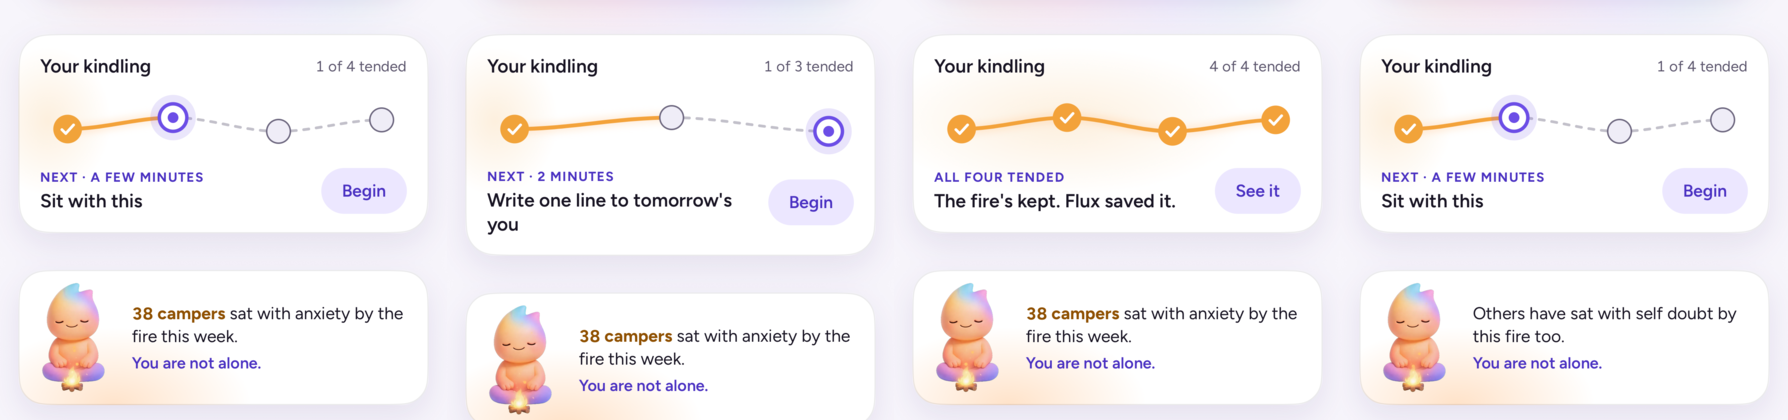 Your kindling
1 of 4 tended
NEXT · A FEW MINUTES
Sit with this
Begin
38 campers sat with anxiety by the
fire this week.
You are not alone.
Your kindling
1 of 3 tended
NEXT · 2 MINUTES
Write one line to tomorrow's
you
Begin
38 campers sat with anxiety by the
fire this week.
You are not alone.
Your kindling
4 of 4 tended
ALL FOUR TENDED
The fire's kept. Flux saved it.
See it
38 campers sat with anxiety by the
fire this week.
You are not alone.
Your kindling
1 of 4 tended
NEXT · A FEW MINUTES
Sit with this
Begin
Others have sat with self doubt by
this fire too.
You are not alone.